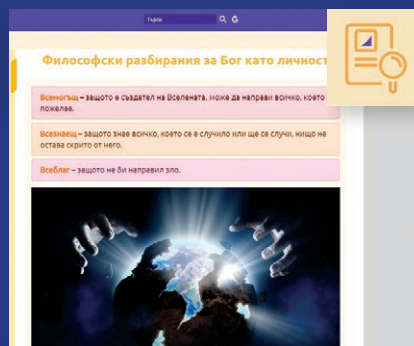 Търси
Философски разбирания за Бог като личност
Всемогъщ – защото е създател на Вселената, може да направи всичко, което
пожелае.
Всезнаещ – защото знае всичко, което се е случило или ще се случи, нищо не
остава скрито от него.
Всеблаг – защото не би направил зло.